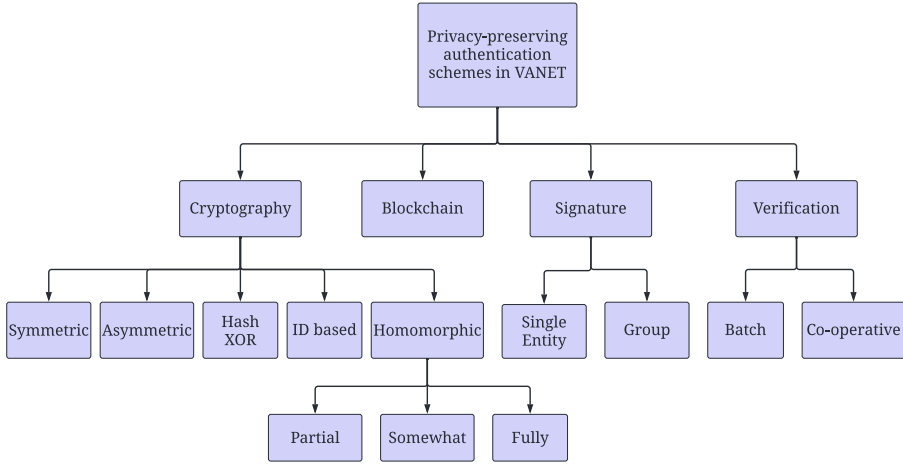 Privacy-preserving
authentication
schemes in VANET
Cryptography
Blockchain
Signature
Verification
Symmetric
Asymmetric
Hash
XOR
ID based
Homomorphic
Single
Entity
Group
Batch
Co-operative
Partial
Somewhat
Fully